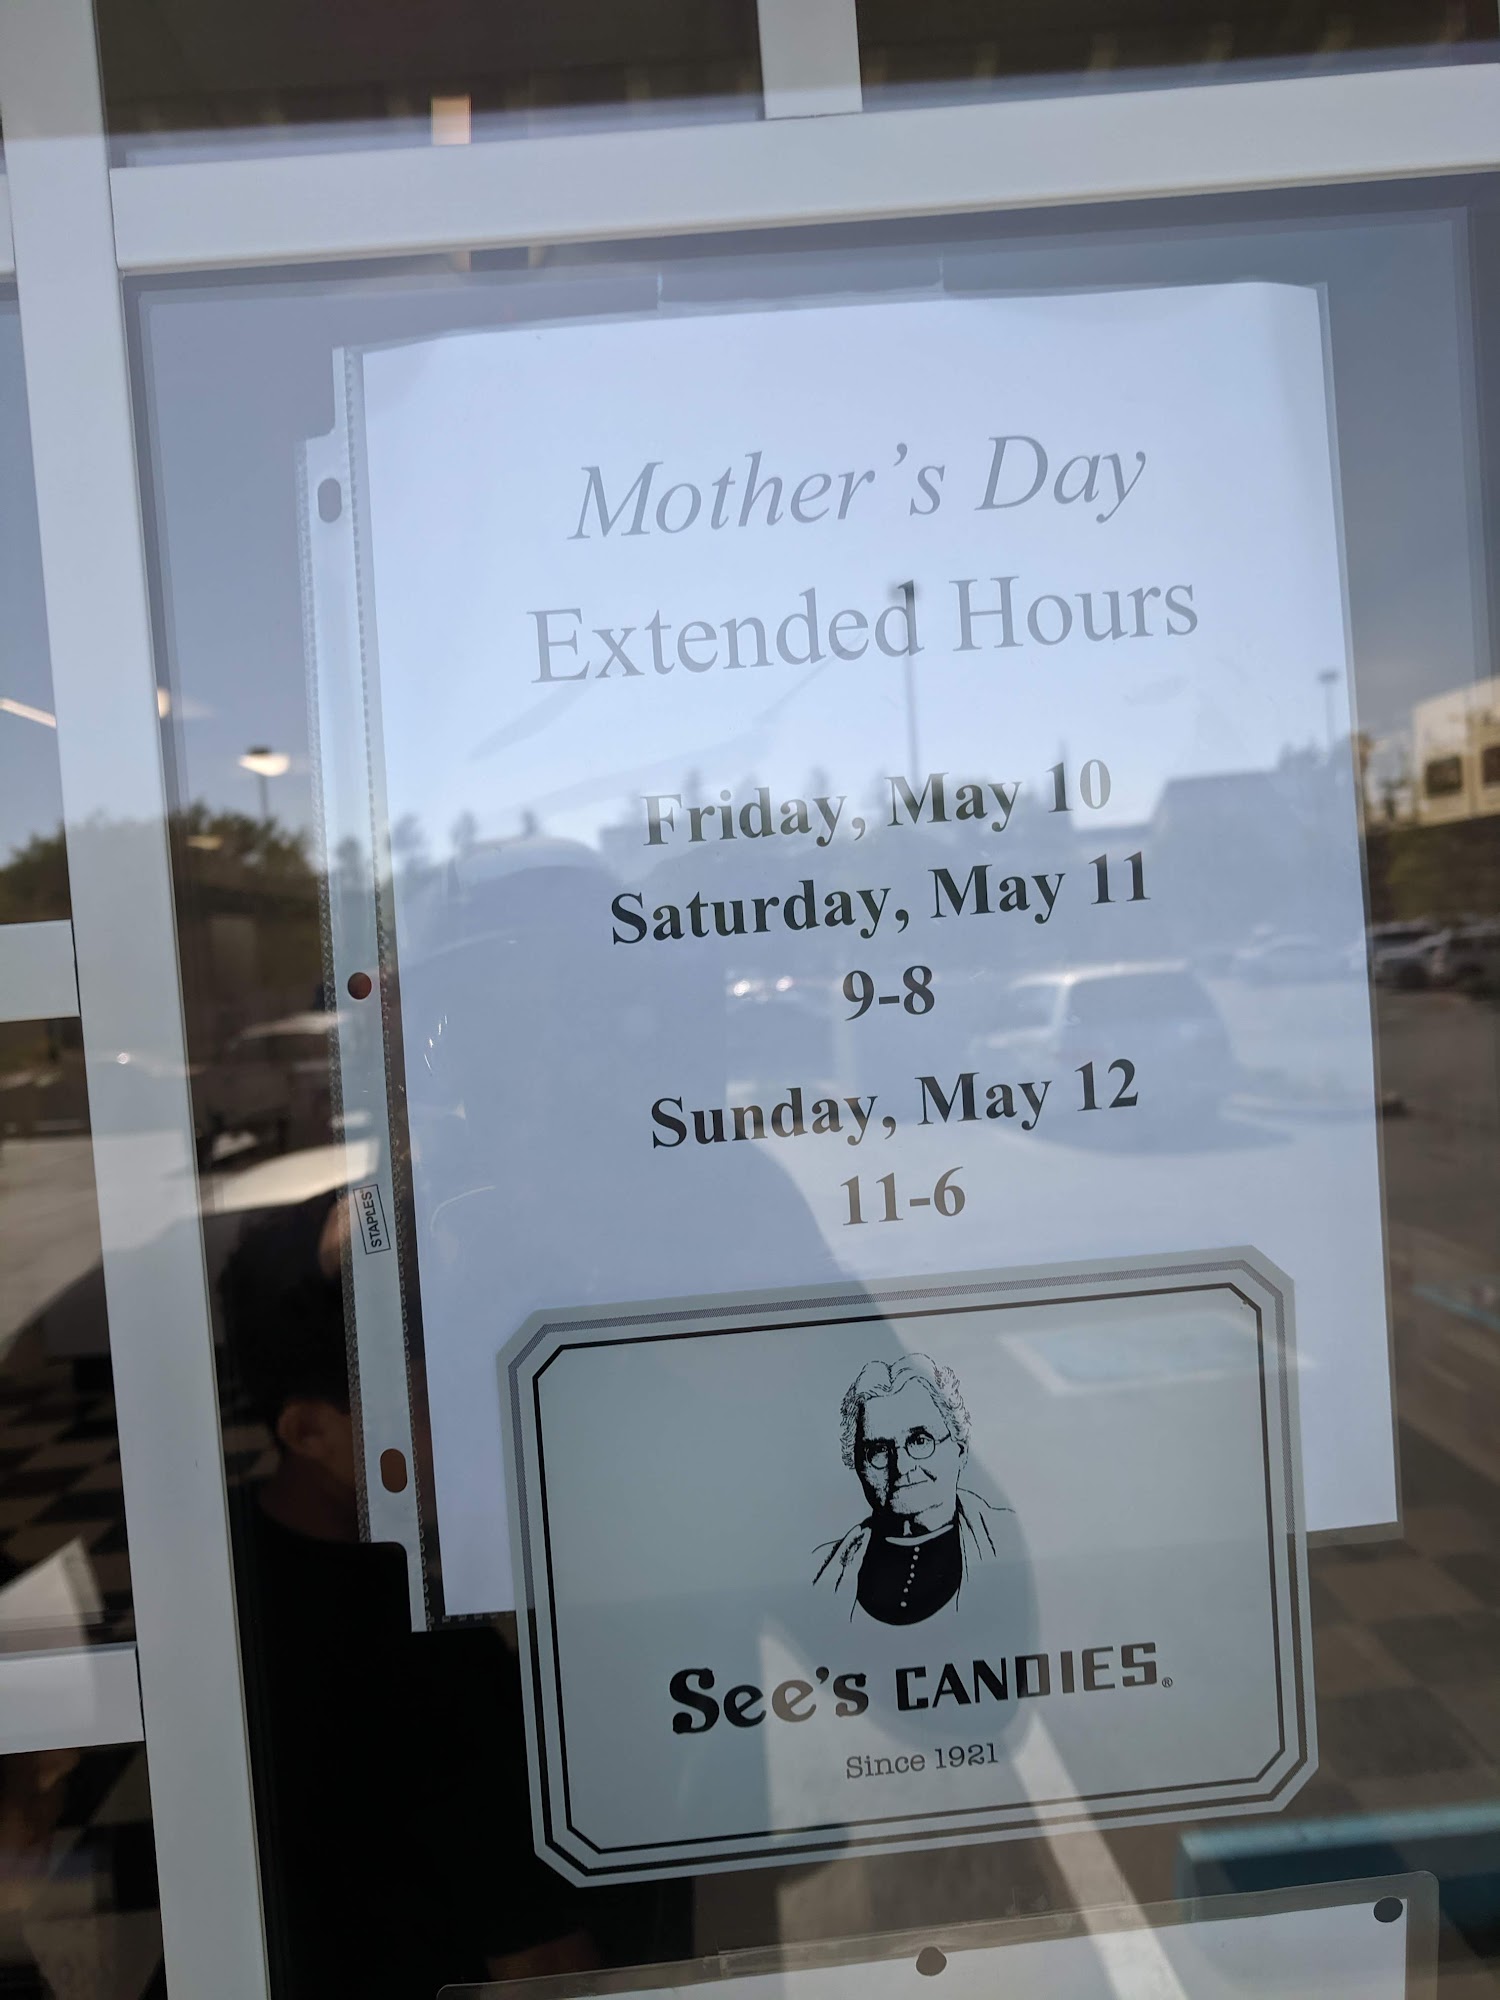 Mother's Day
Extended Hours
Friday, May 10
Saturday, May 11
9-8
Sunday, May 12
11-6
STAPLES
See's CANDIES®
Since 1921